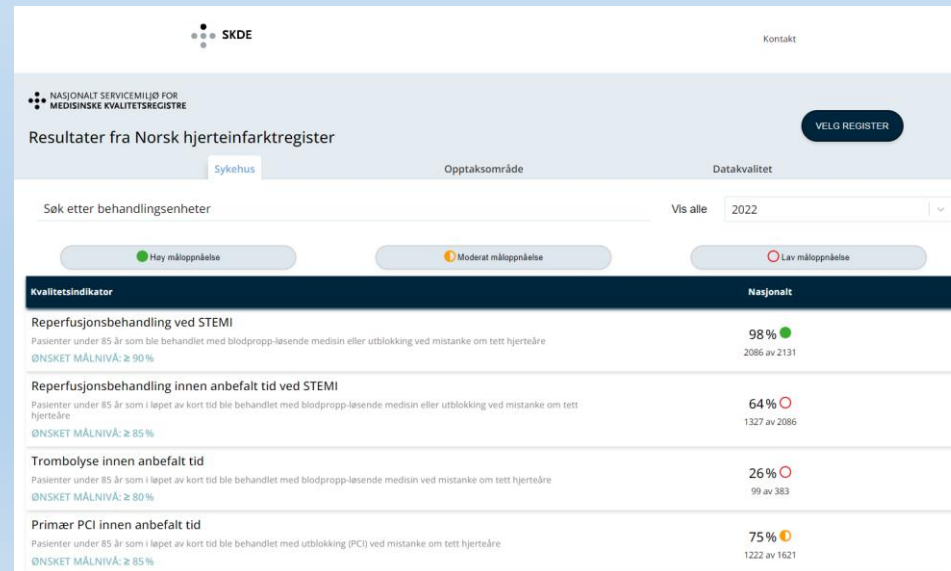 SKDE
Kontakt
NASJONALT SERVICEMILJØ FOR
MEDISINSKE KVALITETSREGISTRE
Resultater fra Norsk hjerteinfarktregister
VELG REGISTER
Sykehus
Opptaksområde
Datakvalitet
Søk etter behandlingsenheter
Vis alle
2022
Høy måloppnåelse
Moderat måloppnåelse
Lav måloppnåelse
Kvalitetsindikator
Nasjonalt
Reperfusjonsbehandling ved STEMI
Pasienter under 85 år som ble behandlet med blodpropp-løsende medisin eller utblokking ved mistanke om tett hjerteåre
ØNSKET MÅLNIVÅ: ≥ 90 %
98 %
2086 av 2131
Reperfusjonsbehandling innen anbefalt tid ved STEMI
Pasienter under 85 år som i løpet av kort tid ble behandlet med blodpropp-løsende medisin eller utblokking ved mistanke om tett
hjerteåre
ØNSKET MÅLNIVÅ: ≥ 85 %
64 %
1327 av 2086
Trombolyse innen anbefalt tid
Pasienter under 85 år som i løpet av kort tid ble behandlet med blodpropp-løsende medisin ved mistanke om tett hjerteåre
ØNSKET MÅLNIVÅ: ≥ 80 %
26 %
99 av 383
Primær PCI innen anbefalt tid
Pasienter under 85 år som i løpet av kort tid ble behandlet med utblokking (PCI) ved mistanke om tett hjerteåre
ØNSKET MÅLNIVÅ: ≥ 85 %
75 %
1222 av 1621